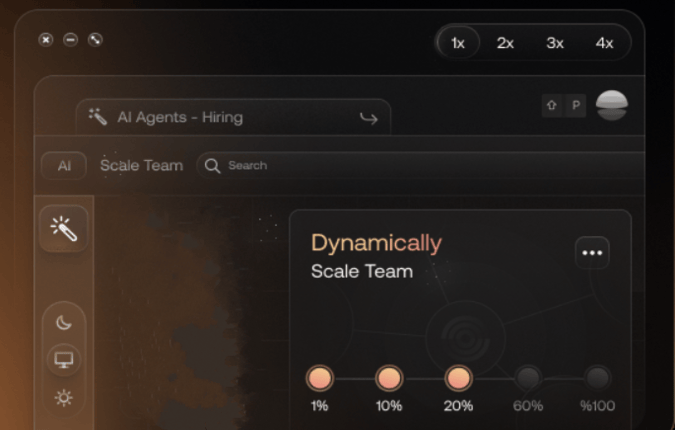 1x 2x 3x 4x
AI Agents - Hiring
P
AI Scale Team Search
Dynamically
Scale Team
1% 10% 20% 60% %100